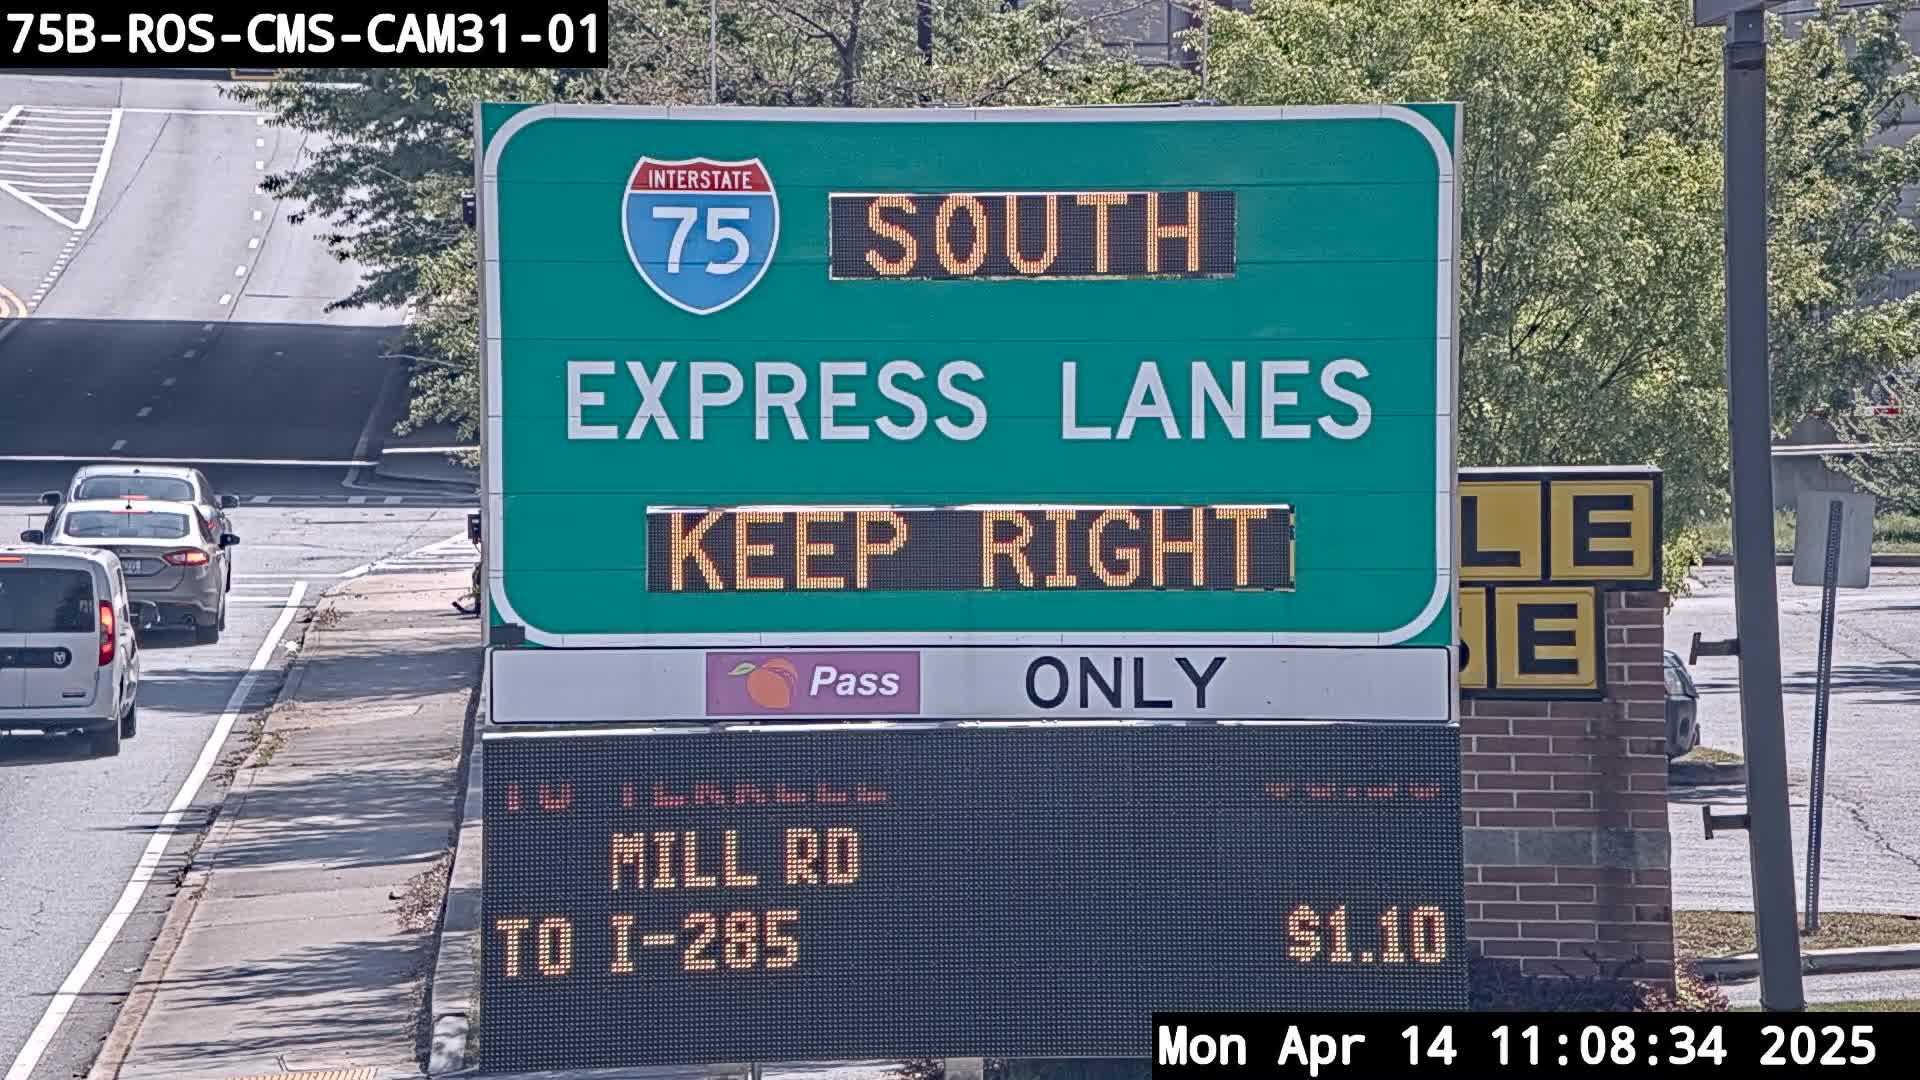 75B-ROS-CMS-CAM31-01
INTERSTATE
75
SOUTH
EXPRESS LANES
KEEP RIGHT
LE
E
Pass ONLY
MILL RD
TO I-285 $1.10
Mon Apr 14 11:08:34 2025